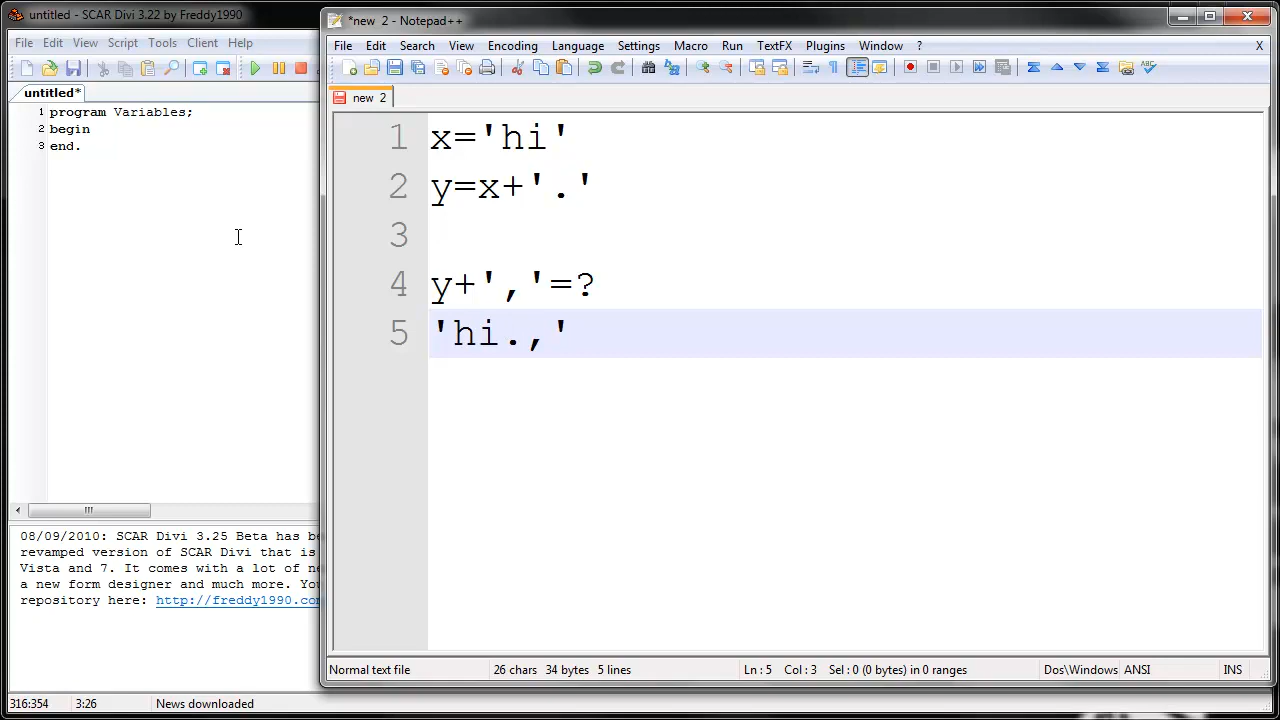 untitled - SCAR Divi 3.22 by Freddy1990
File Edit View Script Tools Client Help
untitled*
1 program Variables;
2 begin
3 end.
08/09/2010: SCAR Divi 3.25 Beta has be
revamped version of SCAR Divi that is
Vista and 7. It comes with a lot of ne
a new form designer and much more. You
repository here: http://freddy1990.com
316:354 3:26 News downloaded
*new 2 - Notepad++
File Edit Search View Encoding Language Settings Macro Run TextFX Plugins Window ? X
new 2
1 x='hi'
2 y=x+'.'
3
4 y+','=?
5 'hi.,'
Normal text file 26 chars 34 bytes 5 lines Ln : 5 Col : 3 Sel : 0 (0 bytes) in 0 ranges Dos\Windows ANSI INS